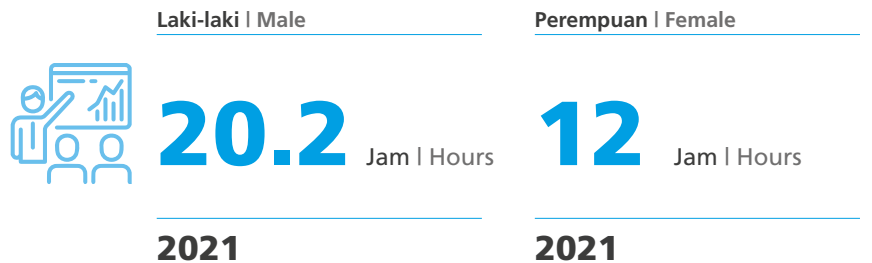 Laki-laki | Male
20.2 Jam | Hours
2021
Perempuan | Female
12 Jam | Hours
2021